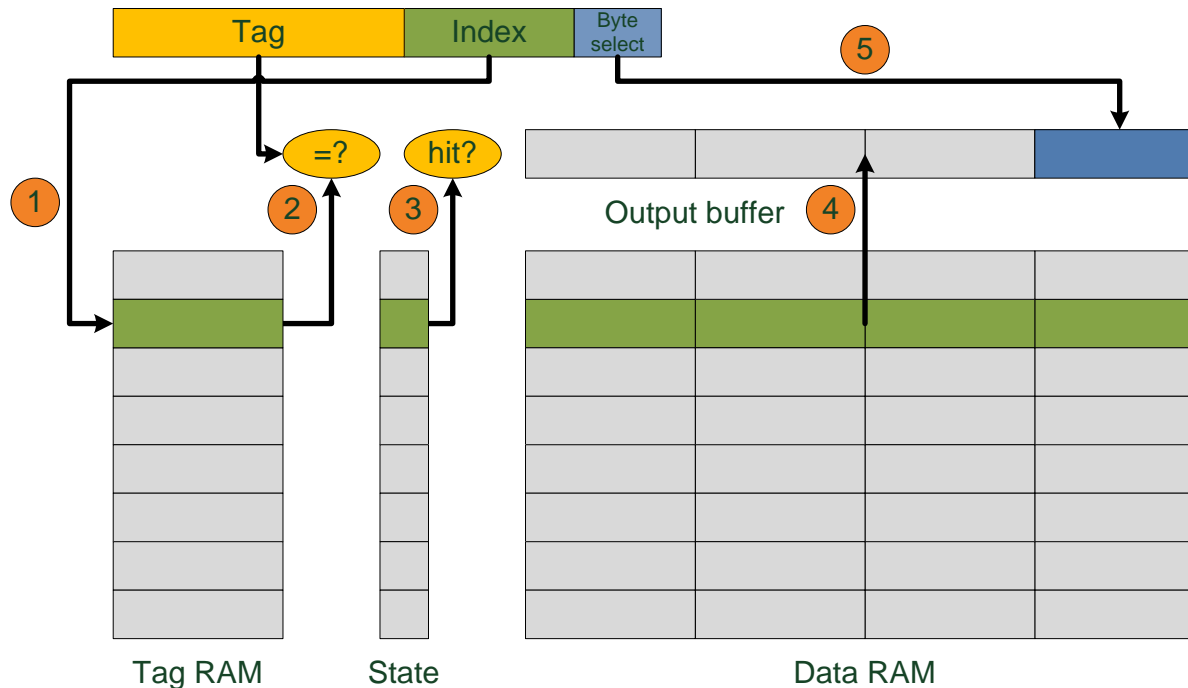 Tag
Index
Byte
select
5
=?
hit?
1
2
3
Output buffer
4
Tag RAM
State
Data RAM